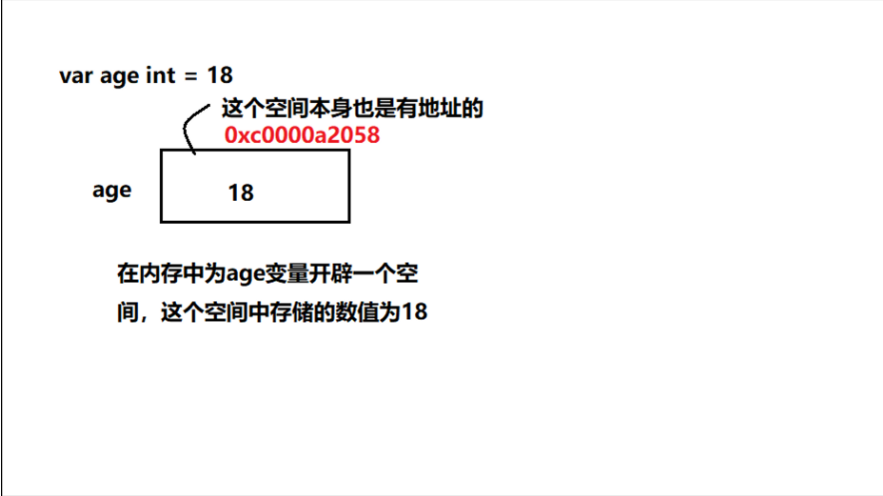 var age int = 18
这个空间本身也是有地址的
0xc0000a2058
age
18
在内存中为age变量开辟一个空
间，这个空间中存储的数值为18